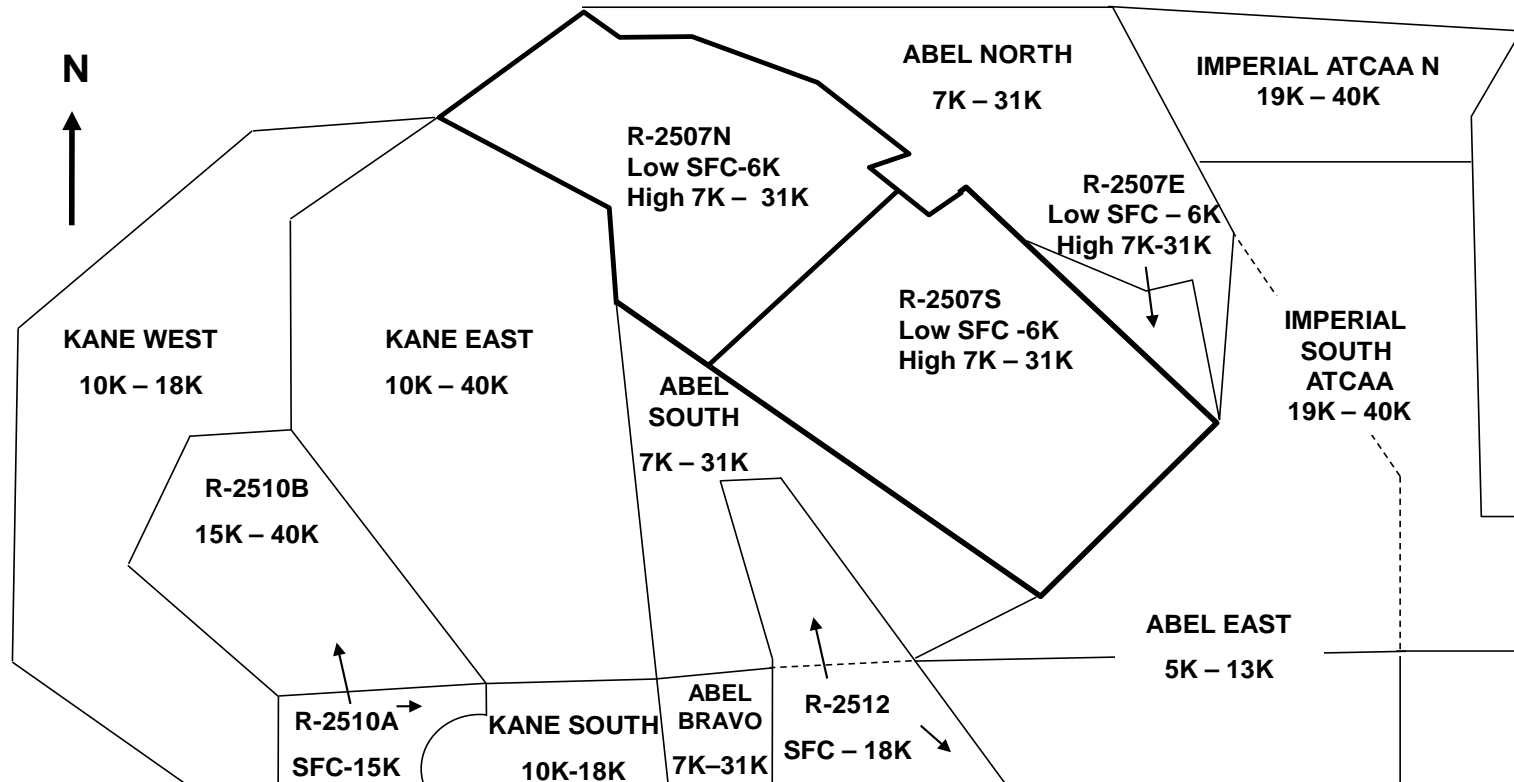 N
ABEL NORTH
7K – 31K
IMPERIAL ATCAA N
19K – 40K
R-2507N
Low SFC-6K
High 7K – 31K
R-2507E
Low SFC – 6K
High 7K-31K
R-2507S
Low SFC -6K
High 7K – 31K
KANE WEST
10K – 18K
KANE EAST
10K – 40K
IMPERIAL
SOUTH
ATCAA
19K – 40K
ABEL
SOUTH
7K – 31K
R-2510B
15K – 40K
ABEL EAST
5K – 13K
R-2510A
SFC-15K
KANE SOUTH
10K-18K
ABEL
BRAVO
7K–31K
R-2512
SFC – 18K